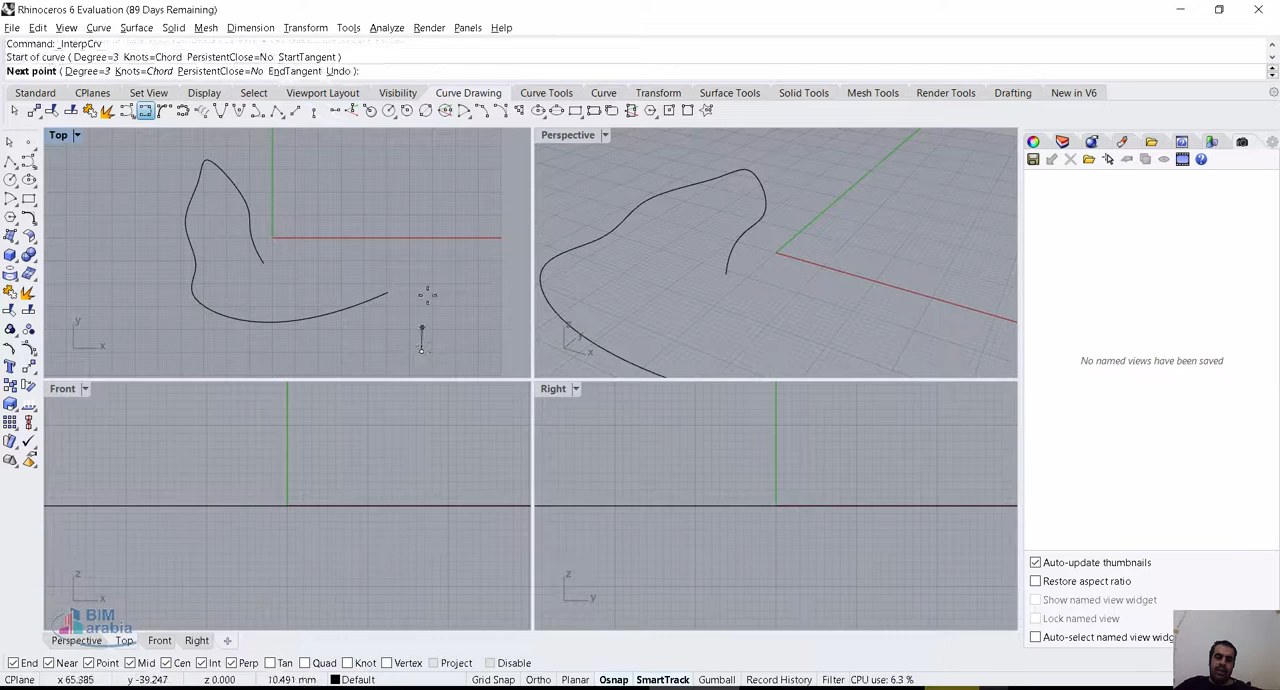 Rhinoceros 6 Evaluation (89 Days Remaining)
File Edit View Curve Surface Solid Mesh Dimension Transform Tools Analyze Render Panels Help
Command: _InterpCrv
Start of curve ( Degree=3 Knots=Chord PersistentClose=No StartTangent )
Next point ( Degree=3 Knots=Chord PersistentClose=No EndTangent Undo ):
Standard CPlanes Set View Display Select Viewport Layout Visibility Curve Drawing Curve Tools Curve Transform Surface Tools Solid Tools Mesh Tools Render Tools Drafting New in V6
Top
Perspective
y
x
z
y
x
No named views have been saved
Front
Right
z
x
z
y
Auto-update thumbnails
Restore aspect ratio
Show named view widget
Lock named view
Auto-select named view widg
BIM
arabia
Perspective Top Front Right
End Near Point Mid Cen Int Perp Tan Quad Knot Vertex Project Disable
CPlane x 65.385 y -39.247 z 0.000 10.491 mm Default Grid Snap Ortho Planar Osnap SmartTrack Gumball Record History Filter CPU use: 6.3 %